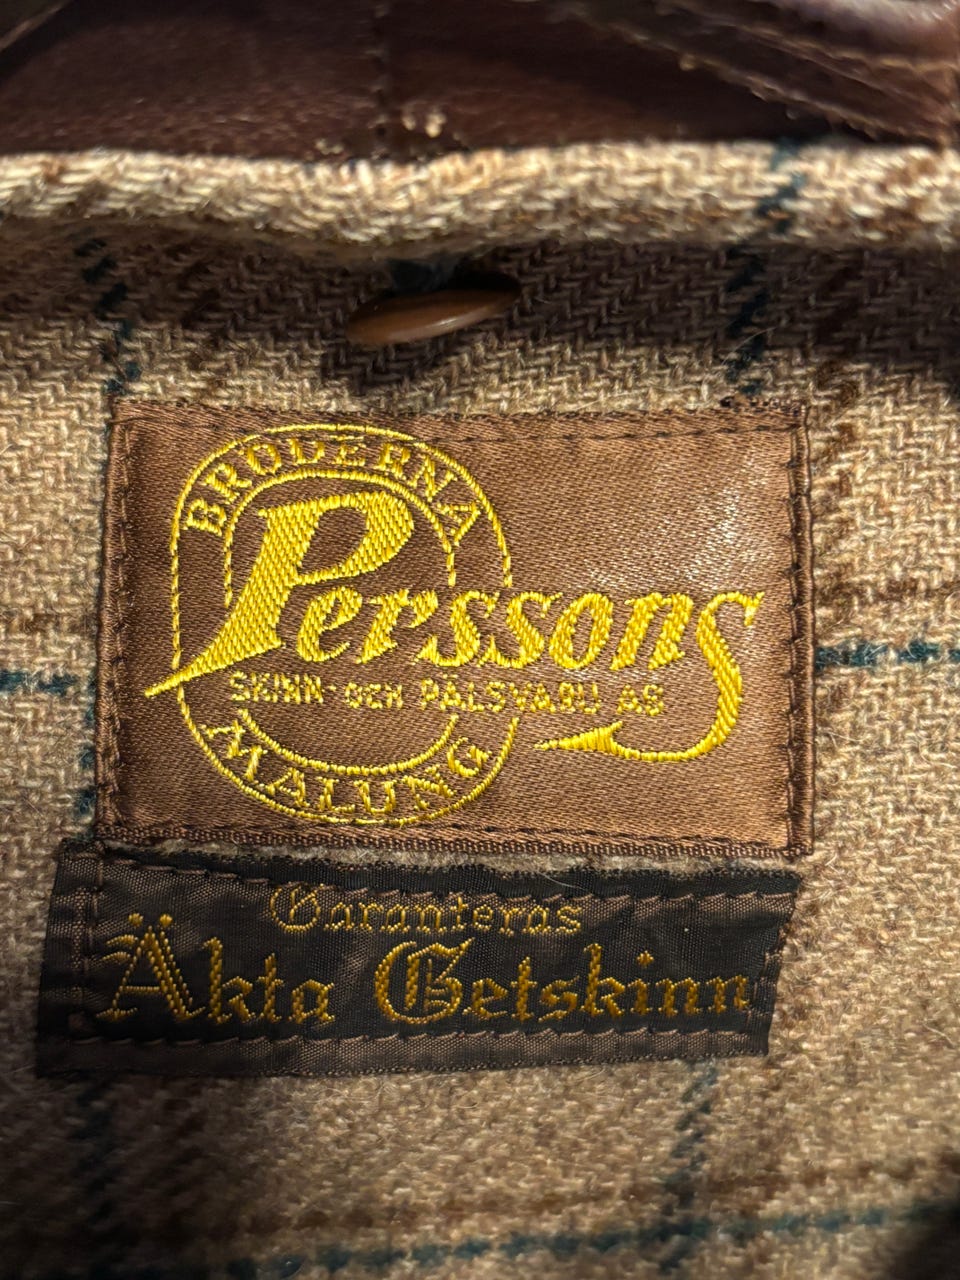 BRÖDERNA
Perssons
SKINN- OCH PÄLSVARU AB
MALUNG
Garanteras
Äkta Getskinn